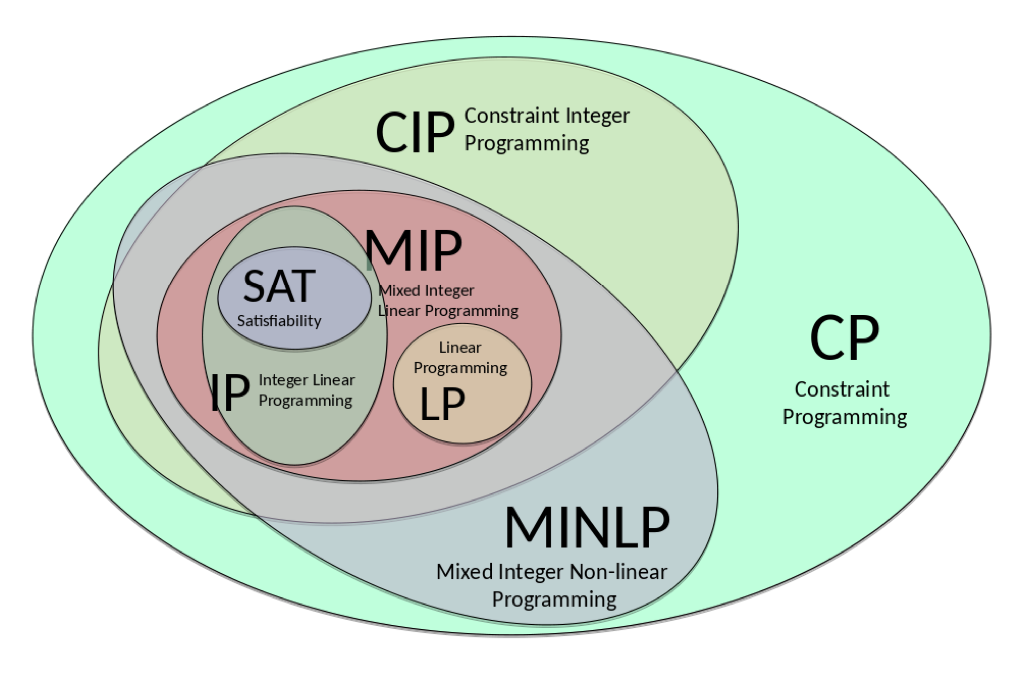 CIP
Constraint Integer
Programming
MIP
Mixed Integer
Linear Programming
SAT
Satisfiability
IP
Integer Linear
Programming
Linear
Programming
LP
CP
Constraint
Programming
MINLP
Mixed Integer Non-linear
Programming